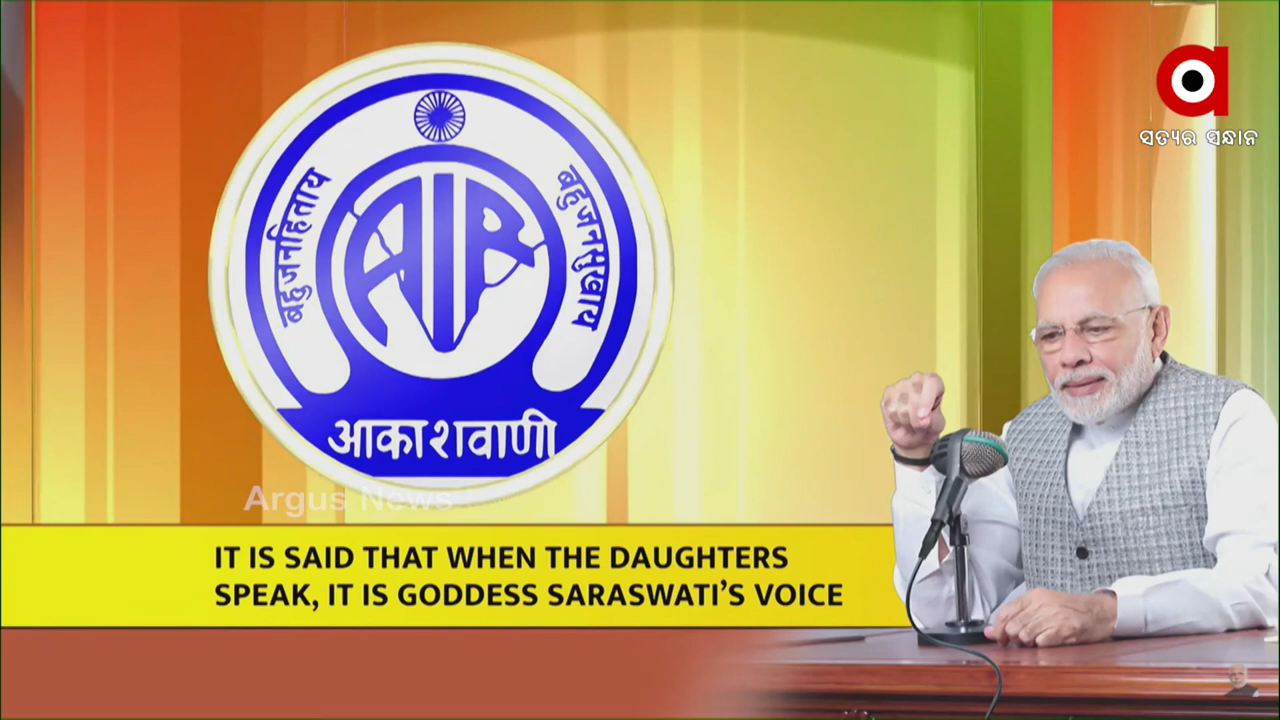 ସତ୍ୟର ସନ୍ଧାନ
बहुजनहिताय
AIR
बहुजनसुखाय
आकाशवाणी
Argus News
IT IS SAID THAT WHEN THE DAUGHTERS
SPEAK, IT IS GODDESS SARASWATI’S VOICE